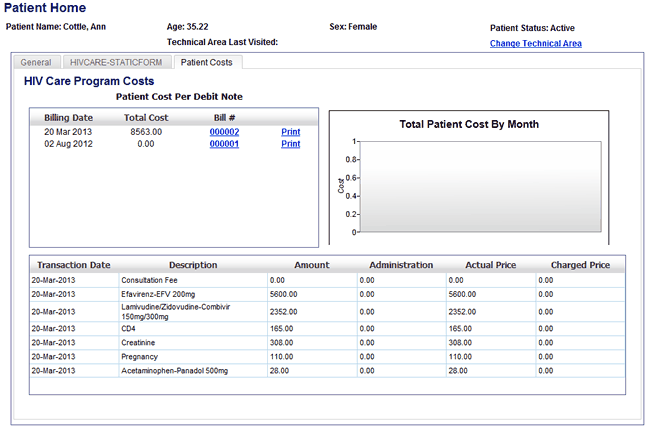 Patient Home
Patient Name: Cottle, Ann Age: 35.22 Sex: Female Patient Status: Active
Technical Area Last Visited: Change Technical Area
General HIVCARE-STATICFORM Patient Costs
HIV Care Program Costs
Patient Cost Per Debit Note
Billing Date Total Cost Bill #
20 Mar 2013 8563.00 000002 Print
02 Aug 2012 0.00 000001 Print
Total Patient Cost By Month
Cost
1
0.8
0.6
0.4
0.2
0
Transaction Date Description Amount Administration Actual Price Charged Price
20-Mar-2013 Consultation Fee 0.00 0.00 0.00 0.00
20-Mar-2013 Efavirenz-EFV 200mg 5600.00 0.00 5600.00 0.00
20-Mar-2013 Lamivudine/Zidovudine-Combivir 150mg/300mg 2352.00 0.00 2352.00 0.00
20-Mar-2013 CD4 165.00 0.00 165.00 0.00
20-Mar-2013 Creatinine 308.00 0.00 308.00 0.00
20-Mar-2013 Pregnancy 110.00 0.00 110.00 0.00
20-Mar-2013 Acetaminophen-Panadol 500mg 28.00 0.00 28.00 0.00